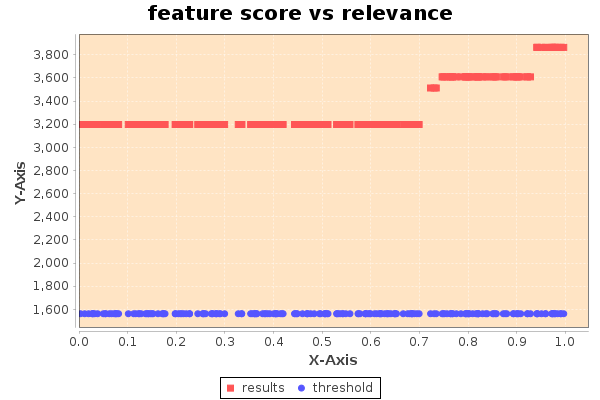 feature score vs relevance
Y-Axis
3,800
3,600
3,400
3,200
3,000
2,800
2,600
2,400
2,200
2,000
1,800
1,600
0.0 0.1 0.2 0.3 0.4 0.5 0.6 0.7 0.8 0.9 1.0
X-Axis
results threshold